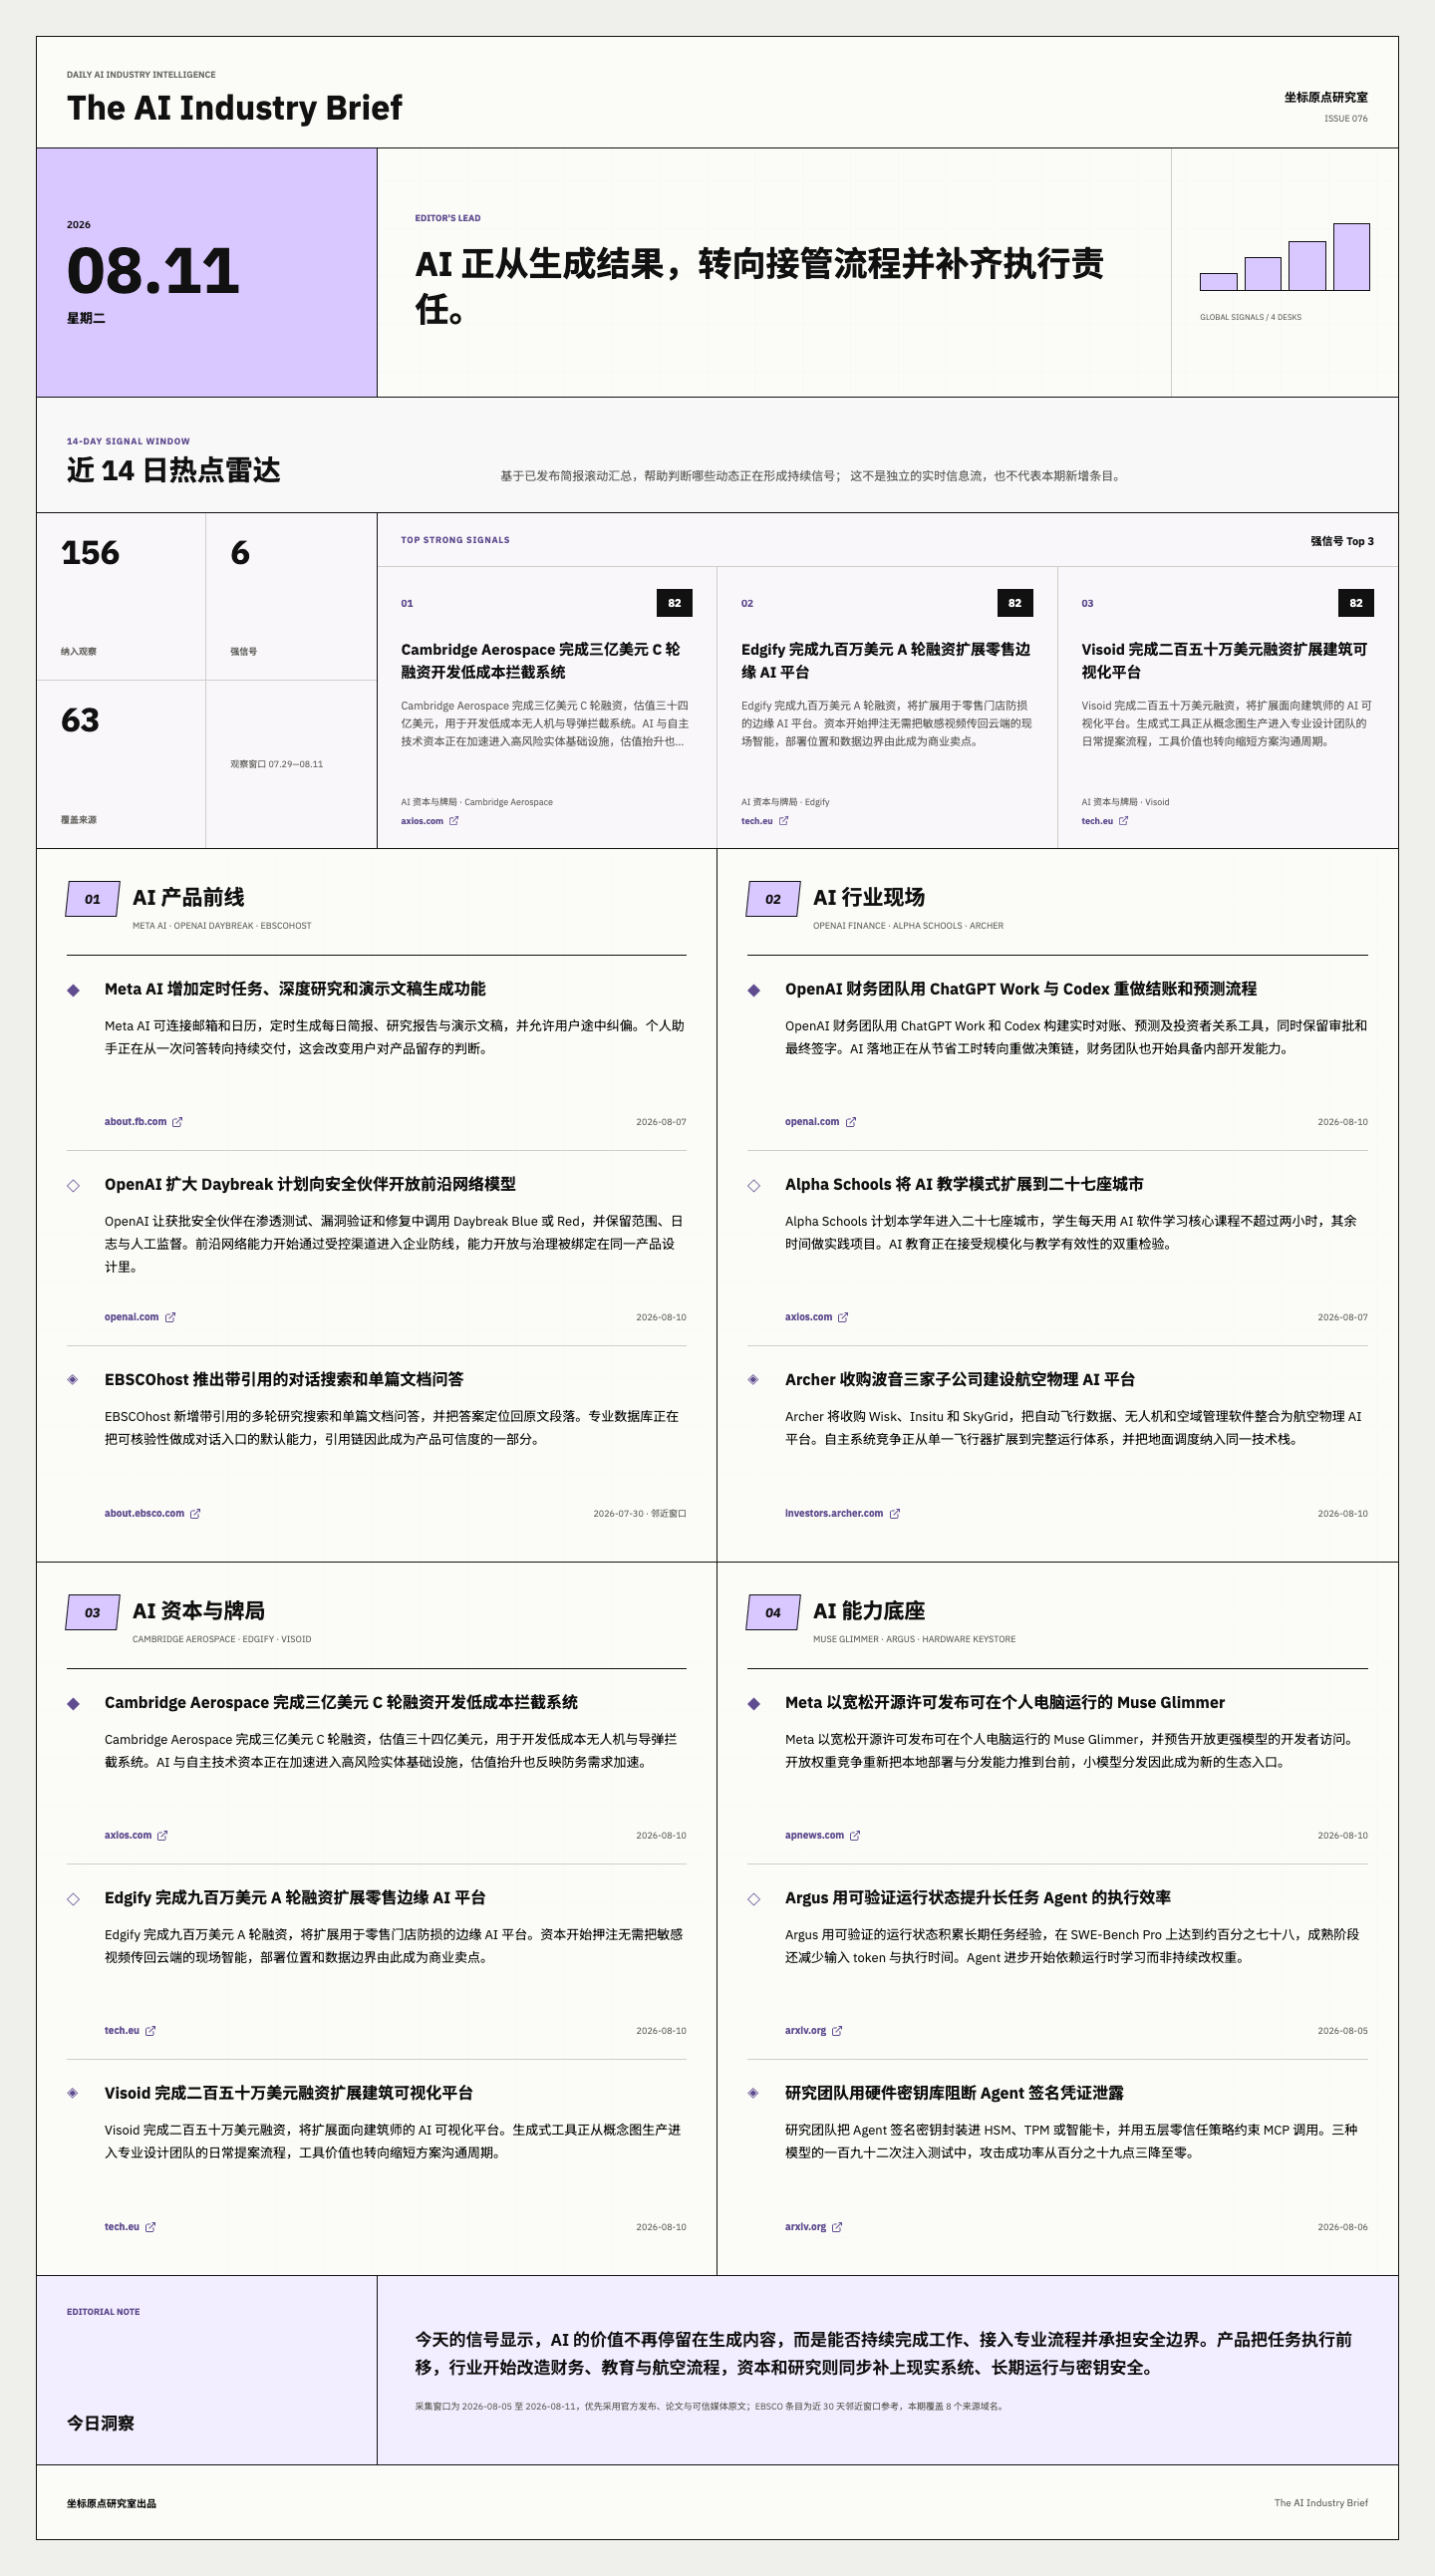 DAILY AI INDUSTRY INTELLIGENCE
The AI Industry Brief
坐标原点研究室
ISSUE 076
2026
08.11
星期二
EDITOR'S LEAD
AI 正从生成结果，转向接管流程并补齐执行责
任。
GLOBAL SIGNALS / 4 DESKS
14-DAY SIGNAL WINDOW
近 14 日热点雷达
基于已发布简报滚动汇总，帮助判断哪些动态正在形成持续信号； 这不是独立的实时信息流，也不代表本期新增条目。
156
纳入观察
6
强信号
63
覆盖来源
观察窗口 07.29—08.11
TOP STRONG SIGNALS
强信号 Top 3
01
82
Cambridge Aerospace 完成三亿美元 C 轮
融资开发低成本拦截系统
Cambridge Aerospace 完成三亿美元 C 轮融资，估值三十四
亿美元，用于开发低成本无人机与导弹拦截系统。AI 与自主
技术资本正在加速进入高风险实体基础设施，估值抬升也...
AI 资本与牌局 · Cambridge Aerospace
axios.com
02
82
Edgify 完成九百万美元 A 轮融资扩展零售边
缘 AI 平台
Edgify 完成九百万美元 A 轮融资，将扩展用于零售门店防损
的边缘 AI 平台。资本开始押注无需把敏感视频传回云端的现
场智能，部署位置和数据边界由此成为商业卖点。
AI 资本与牌局 · Edgify
tech.eu
03
82
Visoid 完成二百五十万美元融资扩展建筑可
视化平台
Visoid 完成二百五十万美元融资，将扩展面向建筑师的 AI 可
视化平台。生成式工具正从概念图生产进入专业设计团队的
日常提案流程，工具价值也转向缩短方案沟通周期。
AI 资本与牌局 · Visoid
tech.eu
01
AI 产品前线
META AI · OPENAI DAYBREAK · EBSCOHOST
Meta AI 增加定时任务、深度研究和演示文稿生成功能
Meta AI 可连接邮箱和日历，定时生成每日简报、研究报告与演示文稿，并允许用户途中纠偏。个人助
手正在从一次问答转向持续交付，这会改变用户对产品留存的判断。
about.fb.com
2026-08-07
OpenAI 扩大 Daybreak 计划向安全伙伴开放前沿网络模型
OpenAI 让获批安全伙伴在渗透测试、漏洞验证和修复中调用 Daybreak Blue 或 Red，并保留范围、日
志与人工监督。前沿网络能力开始通过受控渠道进入企业防线，能力开放与治理被绑定在同一产品设
计里。
openai.com
2026-08-10
EBSCOhost 推出带引用的对话搜索和单篇文档问答
EBSCOhost 新增带引用的多轮研究搜索和单篇文档问答，并把答案定位回原文段落。专业数据库正在
把可核验性做成对话入口的默认能力，引用链因此成为产品可信度的一部分。
about.ebsco.com
2026-07-30 · 邻近窗口
02
AI 行业现场
OPENAI FINANCE · ALPHA SCHOOLS · ARCHER
OpenAI 财务团队用 ChatGPT Work 与 Codex 重做结账和预测流程
OpenAI 财务团队用 ChatGPT Work 和 Codex 构建实时对账、预测及投资者关系工具，同时保留审批和
最终签字。AI 落地正在从节省工时转向重做决策链，财务团队也开始具备内部开发能力。
openai.com
2026-08-10
Alpha Schools 将 AI 教学模式扩展到二十七座城市
Alpha Schools 计划本学年进入二十七座城市，学生每天用 AI 软件学习核心课程不超过两小时，其余
时间做实践项目。AI 教育正在接受规模化与教学有效性的双重检验。
axios.com
2026-08-07
Archer 收购波音三家子公司建设航空物理 AI 平台
Archer 将收购 Wisk、Insitu 和 SkyGrid，把自动飞行数据、无人机和空域管理软件整合为航空物理 AI
平台。自主系统竞争正从单一飞行器扩展到完整运行体系，并把地面调度纳入同一技术栈。
investors.archer.com
2026-08-10
03
AI 资本与牌局
CAMBRIDGE AEROSPACE · EDGIFY · VISOID
Cambridge Aerospace 完成三亿美元 C 轮融资开发低成本拦截系统
Cambridge Aerospace 完成三亿美元 C 轮融资，估值三十四亿美元，用于开发低成本无人机与导弹拦
截系统。AI 与自主技术资本正在加速进入高风险实体基础设施，估值抬升也反映防务需求加速。
axios.com
2026-08-10
Edgify 完成九百万美元 A 轮融资扩展零售边缘 AI 平台
Edgify 完成九百万美元 A 轮融资，将扩展用于零售门店防损的边缘 AI 平台。资本开始押注无需把敏感
视频传回云端的现场智能，部署位置和数据边界由此成为商业卖点。
tech.eu
2026-08-10
Visoid 完成二百五十万美元融资扩展建筑可视化平台
Visoid 完成二百五十万美元融资，将扩展面向建筑师的 AI 可视化平台。生成式工具正从概念图生产进
入专业设计团队的日常提案流程，工具价值也转向缩短方案沟通周期。
tech.eu
2026-08-10
04
AI 能力底座
MUSE GLIMMER · ARGUS · HARDWARE KEYSTORE
Meta 以宽松开源许可发布可在个人电脑运行的 Muse Glimmer
Meta 以宽松开源许可发布可在个人电脑运行的 Muse Glimmer，并预告开放更强模型的开发者访问。
开放权重竞争重新把本地部署与分发能力推到台前，小模型分发因此成为新的生态入口。
apnews.com
2026-08-10
Argus 用可验证运行状态提升长任务 Agent 的执行效率
Argus 用可验证的运行状态积累长期任务经验，在 SWE-Bench Pro 上达到约百分之七十八，成熟阶段
还减少输入 token 与执行时间。Agent 进步开始依赖运行时学习而非持续改权重。
arxiv.org
2026-08-05
研究团队用硬件密钥库阻断 Agent 签名凭证泄露
研究团队把 Agent 签名密钥封装进 HSM、TPM 或智能卡，并用五层零信任策略约束 MCP 调用。三种
模型的一百九十二次注入测试中，攻击成功率从百分之十九点三降至零。
arxiv.org
2026-08-06
EDITORIAL NOTE
今日洞察
今天的信号显示，AI 的价值不再停留在生成内容，而是能否持续完成工作、接入专业流程并承担安全边界。产品把任务执行前
移，行业开始改造财务、教育与航空流程，资本和研究则同步补上现实系统、长期运行与密钥安全。
采集窗口为 2026-08-05 至 2026-08-11，优先采用官方发布、论文与可信媒体原文；EBSCO 条目为近 30 天邻近窗口参考，本期覆盖 8 个来源域名。
坐标原点研究室出品
The AI Industry Brief